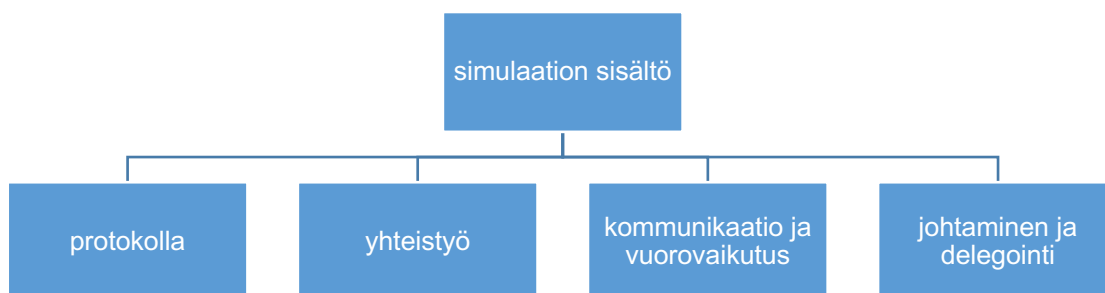 simulaation sisältö
protokolla
yhteistyö
kommunikaatio ja
vuorovaikutus
johtaminen ja
delegointi